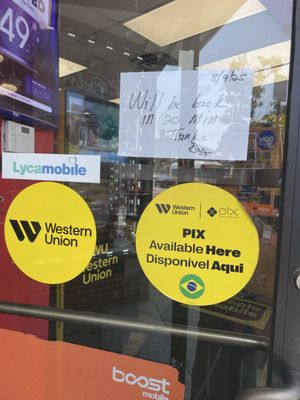 49
8/9/25
Will be back
in 20 Min
Thanks
Lycamobile
Western
Union
Western
Union
pix
PIX
Available Here
Disponível Aqui
WU
Western
Union
boost
mobile